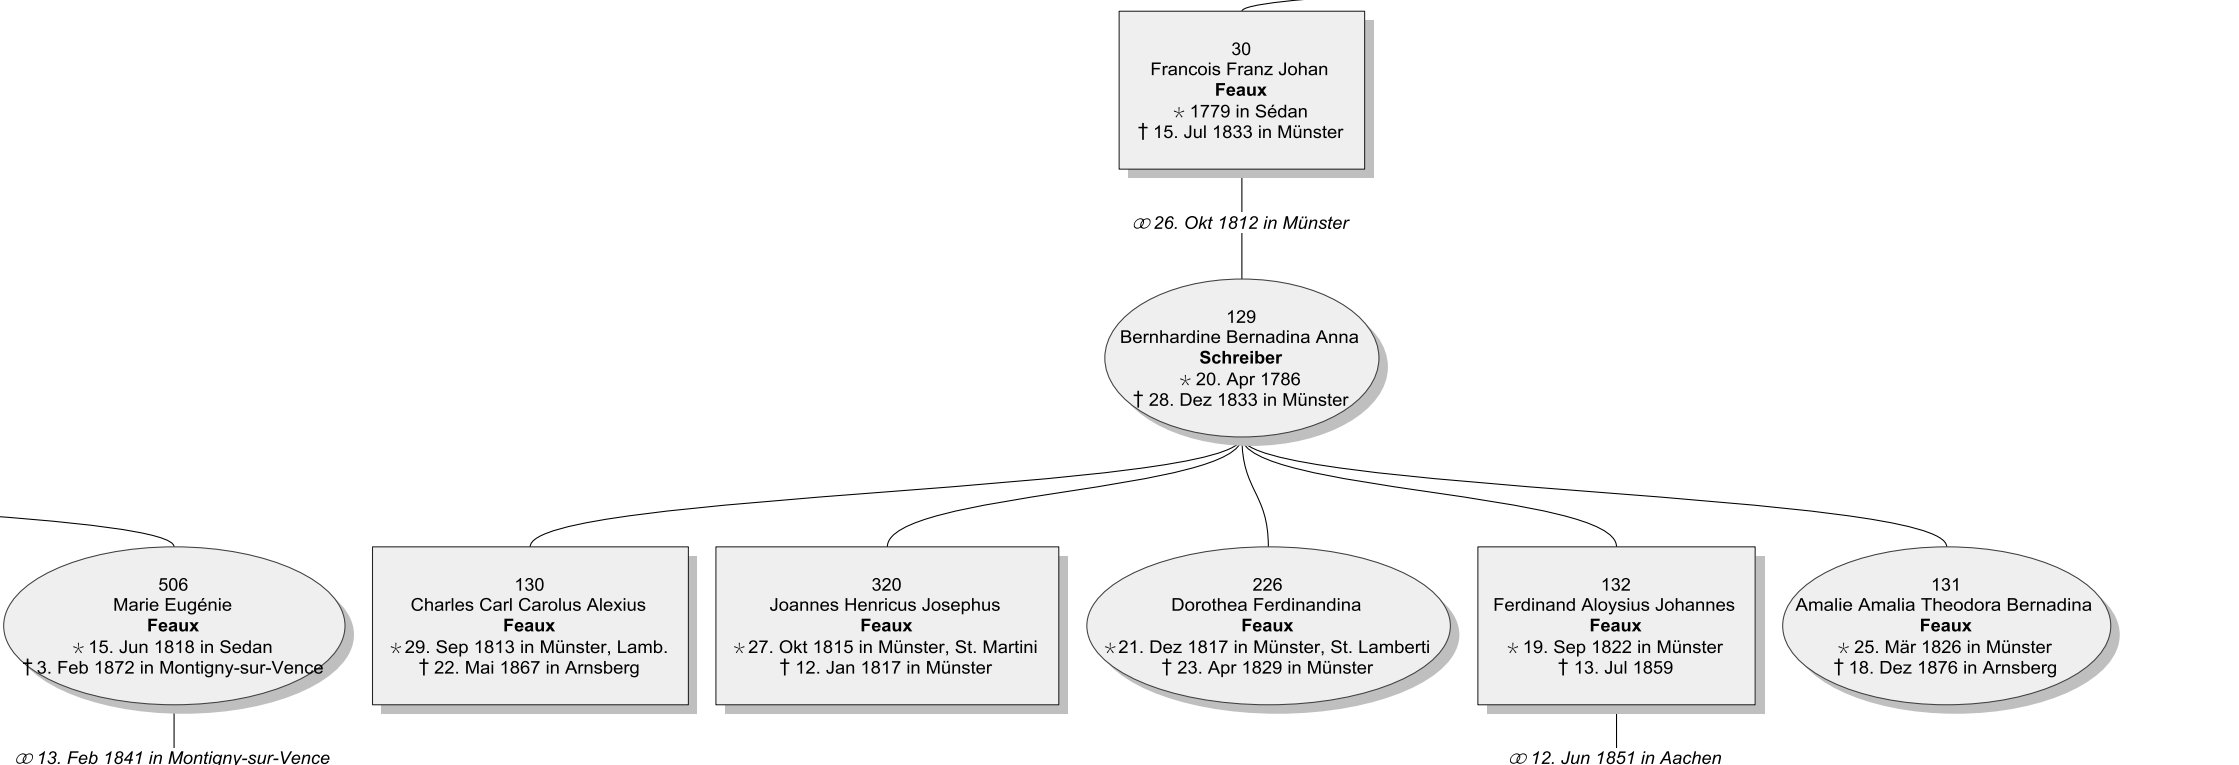 30
Francois Franz Johan
Feaux
* 1779 in Sédan
† 15. Jul 1833 in Münster
⚭ 26. Okt 1812 in Münster
129
Bernhardine Bernadina Anna
Schreiber
* 20. Apr 1786
† 28. Dez 1833 in Münster
506
Marie Eugénie
Feaux
* 15. Jun 1818 in Sedan
† 3. Feb 1872 in Montigny-sur-Vence
⚭ 13. Feb 1841 in Montigny-sur-Vence
130
Charles Carl Carolus Alexius
Feaux
* 29. Sep 1813 in Münster, Lamb.
† 22. Mai 1867 in Arnsberg
320
Joannes Henricus Josephus
Feaux
* 27. Okt 1815 in Münster, St. Martini
† 12. Jan 1817 in Münster
226
Dorothea Ferdinandina
Feaux
* 21. Dez 1817 in Münster, St. Lamberti
† 23. Apr 1829 in Münster
132
Ferdinand Aloysius Johannes
Feaux
* 19. Sep 1822 in Münster
† 13. Jul 1859
⚭ 12. Jun 1851 in Aachen
131
Amalie Amalia Theodora Bernadina
Feaux
* 25. Mär 1826 in Münster
† 18. Dez 1876 in Arnsberg